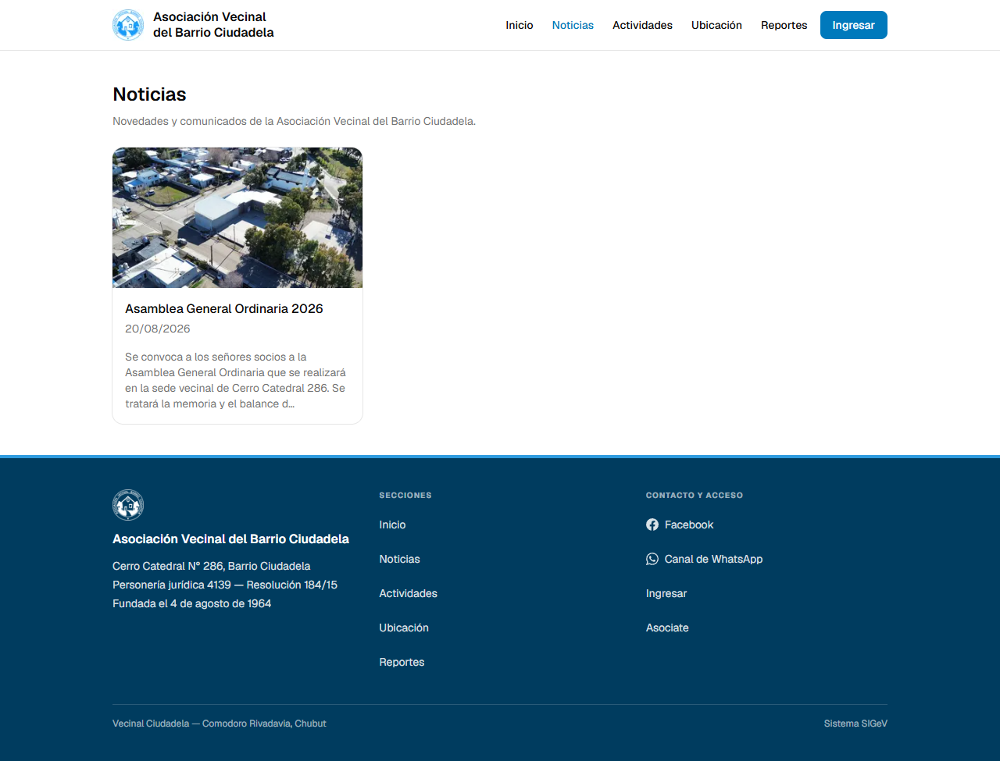 Asociación Vecinal
del Barrio Ciudadela
Inicio
Noticias
Actividades
Ubicación
Reportes
Ingresar
Noticias
Novedades y comunicados de la Asociación Vecinal del Barrio Ciudadela.
Asamblea General Ordinaria 2026
20/08/2026
Se convoca a los señores socios a la
Asamblea General Ordinaria que se realizará
en la sede vecinal de Cerro Catedral 286. Se
tratará la memoria y el balance d...
Asociación Vecinal del Barrio Ciudadela
Cerro Catedral N° 286, Barrio Ciudadela
Personería jurídica 4139 — Resolución 184/15
Fundada el 4 de agosto de 1964
SECCIONES
Inicio
Noticias
Actividades
Ubicación
Reportes
CONTACTO Y ACCESO
Facebook
Canal de WhatsApp
Ingresar
Asociate
Vecinal Ciudadela — Comodoro Rivadavia, Chubut
Sistema SIGeV